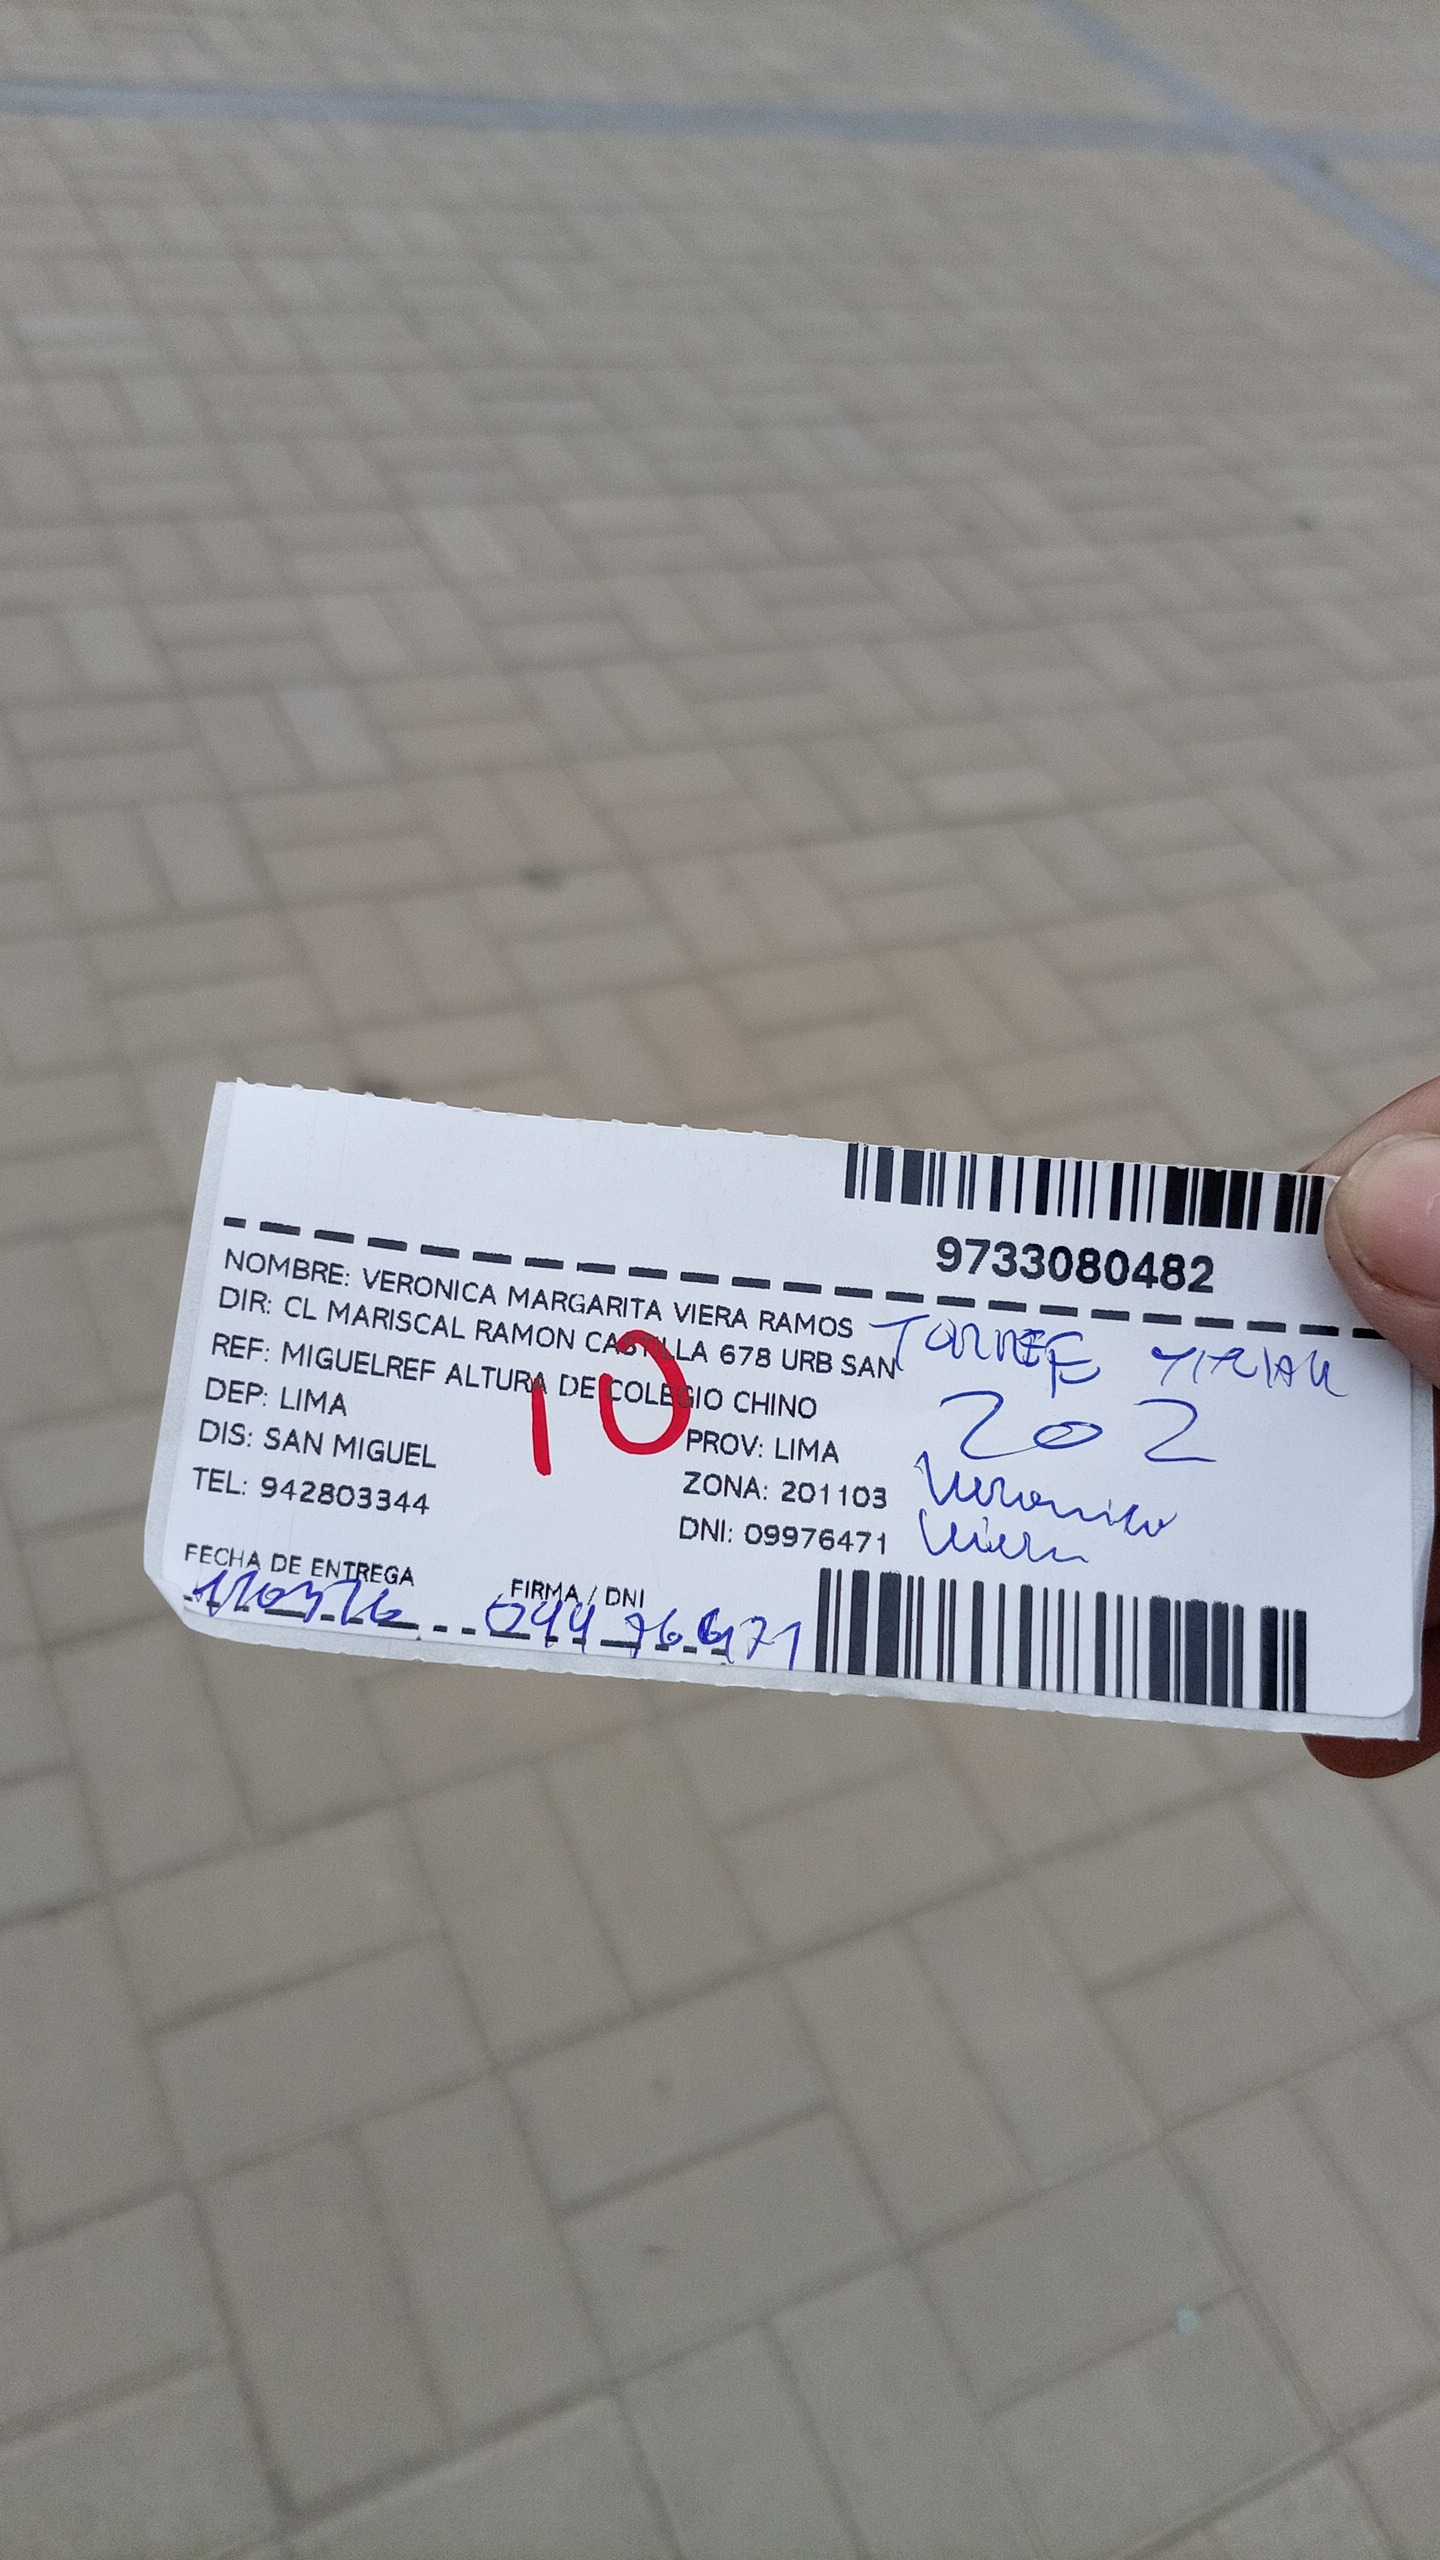 9733080482
NOMBRE: VERONICA MARGARITA VIERA RAMOS
DIR: CL MARISCAL RAMON CASTILLA 678 URB SAN
REF: MIGUELREF ALTURA DE COLEGIO CHINO
DEP: LIMA
PROV: LIMA
DIS: SAN MIGUEL
ZONA: 201103
TEL: 942803344
DNI: 09976471
10
202
Veronica
Viera
FECHA DE ENTREGA
FIRMA / DNI